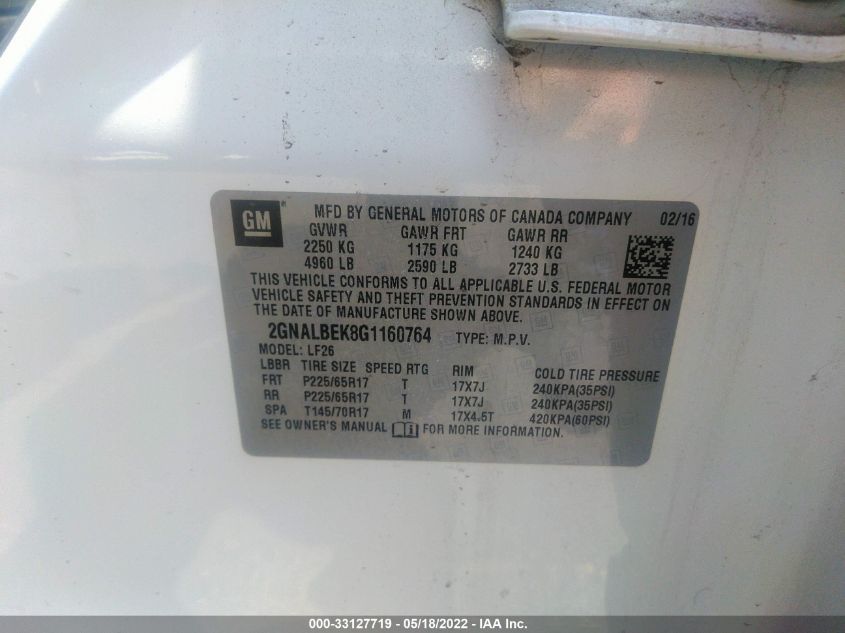 GM ® MFD BY GENERAL MOTORS OF CANADA COMPANY 02/16
GVWR GAWR FRT GAWR RR
2250 KG 1175 KG 1240 KG
4960 LB 2590 LB 2733 LB
THIS VEHICLE CONFORMS TO ALL APPLICABLE U.S. FEDERAL MOTOR
VEHICLE SAFETY AND THEFT PREVENTION STANDARDS IN EFFECT ON
THE DATE OF MANUFACTURE SHOWN ABOVE.
2GNALBEK8G1160764 TYPE: M.P.V.
MODEL: LF26
LBBR TIRE SIZE SPEED RTG RIM COLD TIRE PRESSURE
FRT P225/65R17 T 17X7J 240KPA(35PSI)
RR P225/65R17 T 17X7J 240KPA(35PSI)
SPA T145/70R17 M 17X4.5T 420KPA(60PSI)
SEE OWNER'S MANUAL FOR MORE INFORMATION.
000-33127719 - 05/18/2022 - IAA Inc.